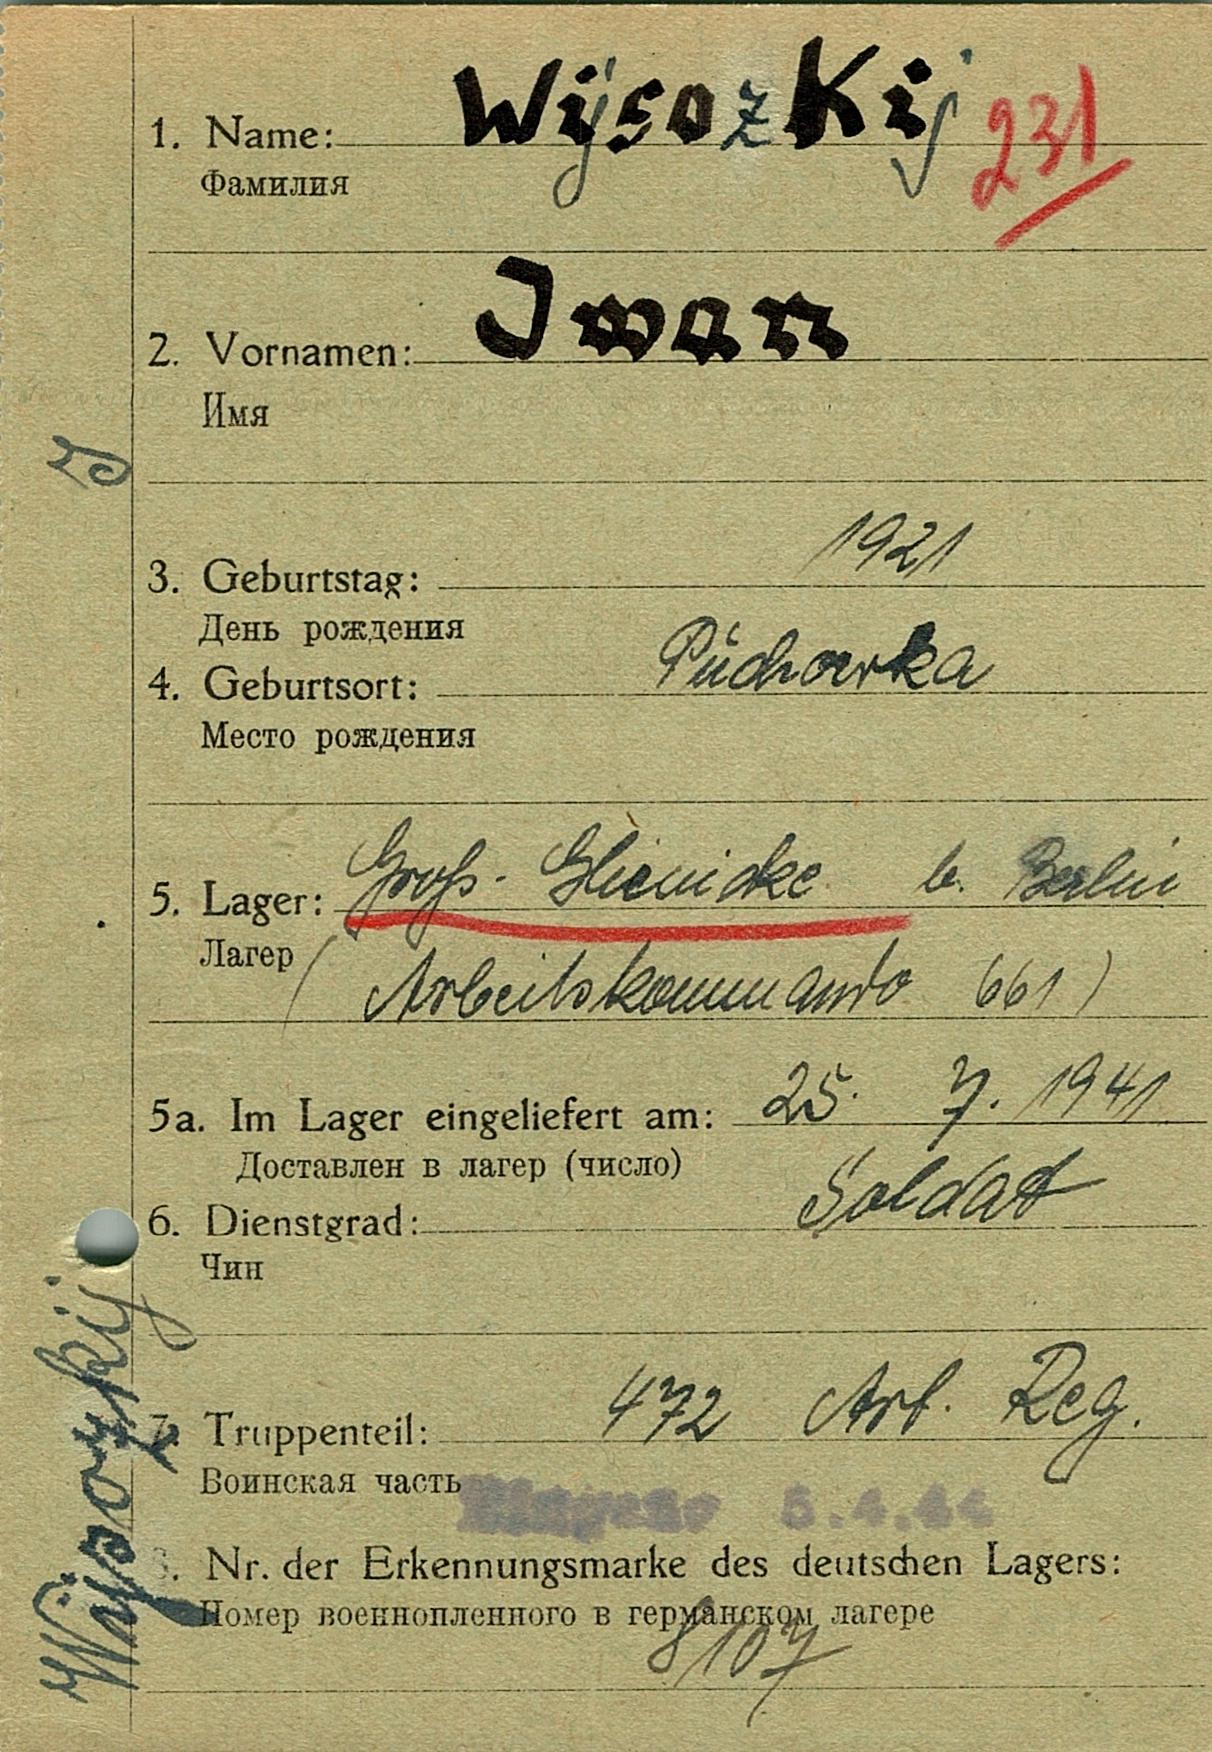 1. Name: Wÿsozkij 231
Фамилия
2. Vornamen: Iwan
Имя
3. Geburtstag: 1921
День рождения
4. Geburtsort: Púchowka
Место рождения
5. Lager: Groß-Glienicke b. Berlin
Лагер (Arbeitskommando 661)
5a. Im Lager eingeliefert am: 25. 7. 1941
Доставлен в лагер (число)
6. Dienstgrad: Soldat
Чин
7. Truppenteil: 472 Art. Reg.
Воинская часть
5.4.44
8. Nr. der Erkennungsmarke des deutschen Lagers:
Номер военнопленного в германском лагере
8107
Wÿsozkij